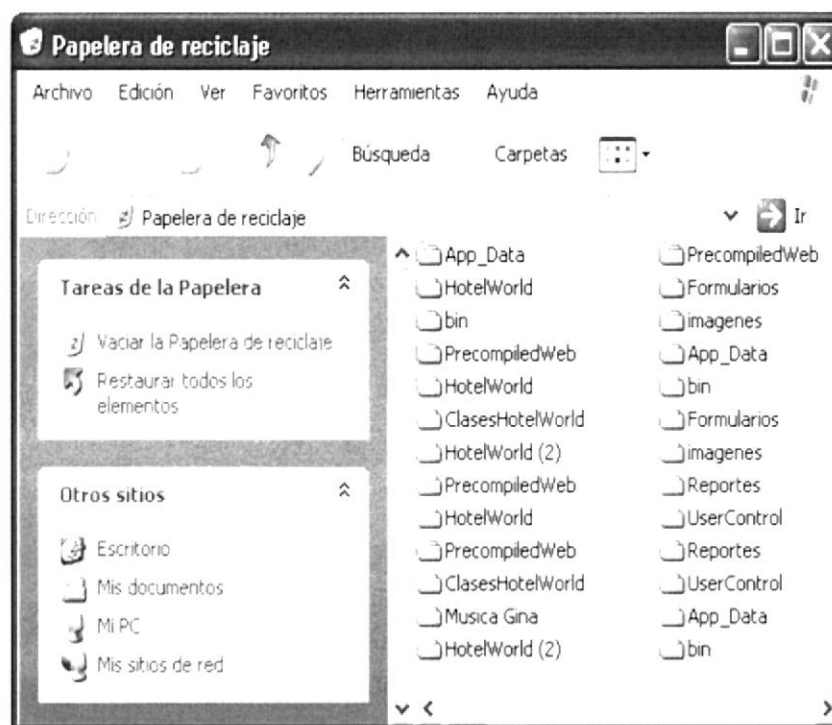 Papelera de reciclaje
Archivo Edición Ver Favoritos Herramientas Ayuda
Búsqueda Carpetas
Dirección Papelera de reciclaje Ir
Tareas de la Papelera
Vaciar la Papelera de reciclaje
Restaurar todos los
elementos
Otros sitios
Escritorio
Mis documentos
Mi PC
Mis sitios de red
App_Data
HotelWorld
bin
PrecompiledWeb
HotelWorld
ClasesHotelWorld
HotelWorld (2)
PrecompiledWeb
HotelWorld
PrecompiledWeb
ClasesHotelWorld
Musica Gina
HotelWorld (2)
PrecompiledWeb
Formularios
imagenes
App_Data
bin
Formularios
imagenes
Reportes
UserControl
Reportes
UserControl
App_Data
bin